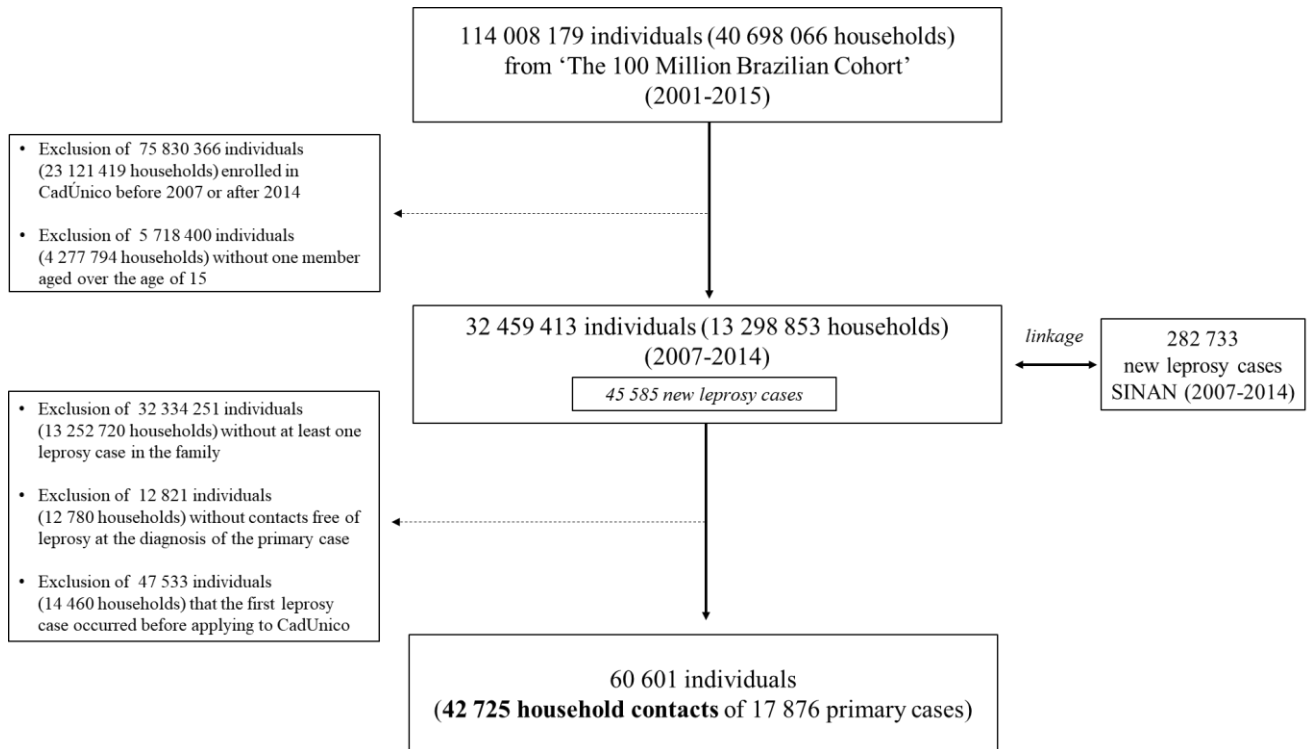 114 008 179 individuals (40 698 066 households)
from ‘The 100 Million Brazilian Cohort’
(2001-2015)
• Exclusion of 75 830 366 individuals
(23 121 419 households) enrolled in
CadÚnico before 2007 or after 2014
• Exclusion of 5 718 400 individuals
(4 277 794 households) without one member
aged over the age of 15
32 459 413 individuals (13 298 853 households)
(2007-2014)
45 585 new leprosy cases
linkage
282 733
new leprosy cases
SINAN (2007-2014)
• Exclusion of 32 334 251 individuals
(13 252 720 households) without at least one
leprosy case in the family
• Exclusion of 12 821 individuals
(12 780 households) without contacts free of
leprosy at the diagnosis of the primary case
• Exclusion of 47 533 individuals
(14 460 households) that the first leprosy
case occurred before applying to CadUnico
60 601 individuals
(42 725 household contacts of 17 876 primary cases)